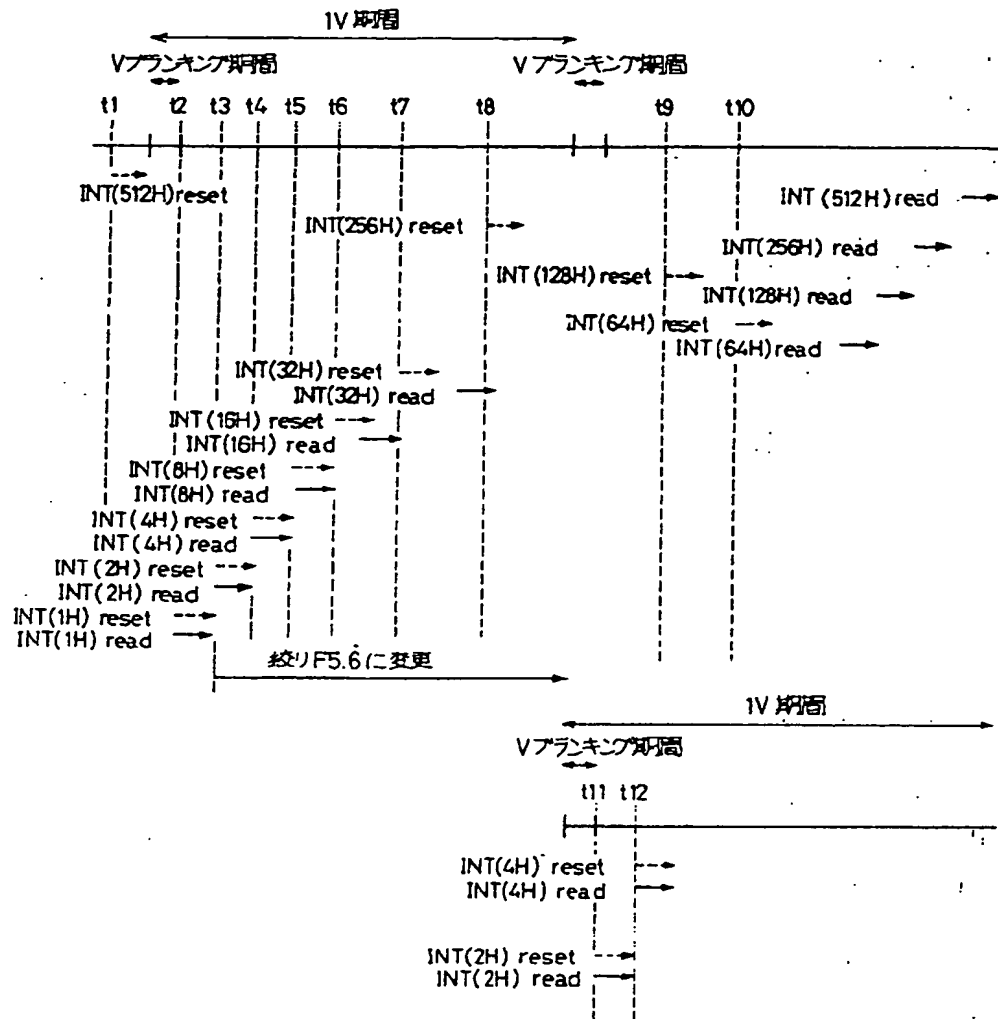 1V 期間
Vブランキング期間
Vブランキング期間
t1 t2 t3 t4 t5 t6 t7 t8 t9 t10
INT(512H) reset
INT (512H) read
INT(256H) reset
INT(256H) read
INT(128H) reset
INT(128H) read
INT(64H) reset
INT(64H) read
INT(32H) reset
INT(32H) read
INT(16H) reset
INT(16H) read
INT(8H) reset
INT(8H) read
INT(4H) reset
INT(4H) read
INT(2H) reset
INT(2H) read
INT(1H) reset
INT(1H) read
絞りF5.6に変更
1V 期間
Vブランキング期間
t11 t12
INT(4H) reset
INT(4H) read
INT(2H) reset
INT(2H) read